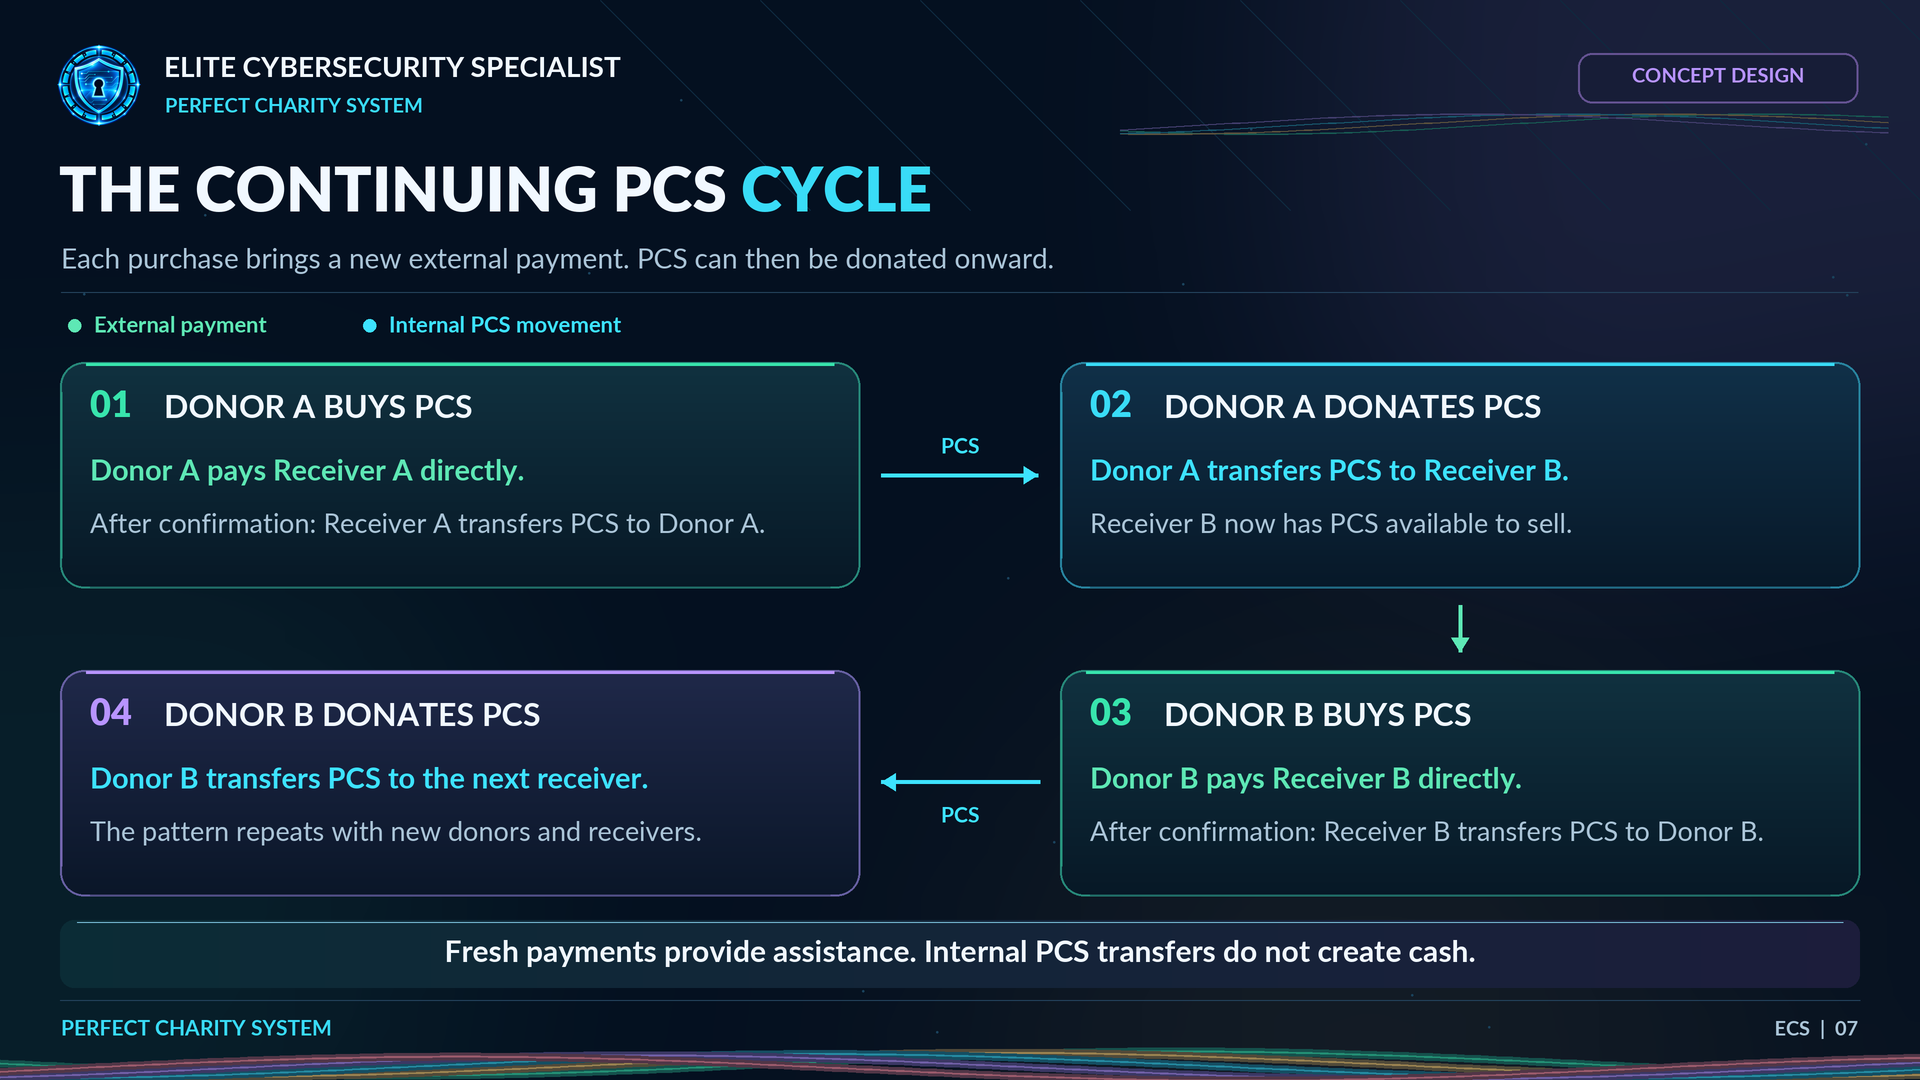 ELITE CYBERSECURITY SPECIALIST
PERFECT CHARITY SYSTEM
CONCEPT DESIGN
THE CONTINUING PCS CYCLE
Each purchase brings a new external payment. PCS can then be donated onward.
External payment
Internal PCS movement
01 DONOR A BUYS PCS
Donor A pays Receiver A directly.
After confirmation: Receiver A transfers PCS to Donor A.
PCS
02 DONOR A DONATES PCS
Donor A transfers PCS to Receiver B.
Receiver B now has PCS available to sell.
03 DONOR B BUYS PCS
Donor B pays Receiver B directly.
After confirmation: Receiver B transfers PCS to Donor B.
PCS
04 DONOR B DONATES PCS
Donor B transfers PCS to the next receiver.
The pattern repeats with new donors and receivers.
Fresh payments provide assistance. Internal PCS transfers do not create cash.
PERFECT CHARITY SYSTEM
ECS | 07